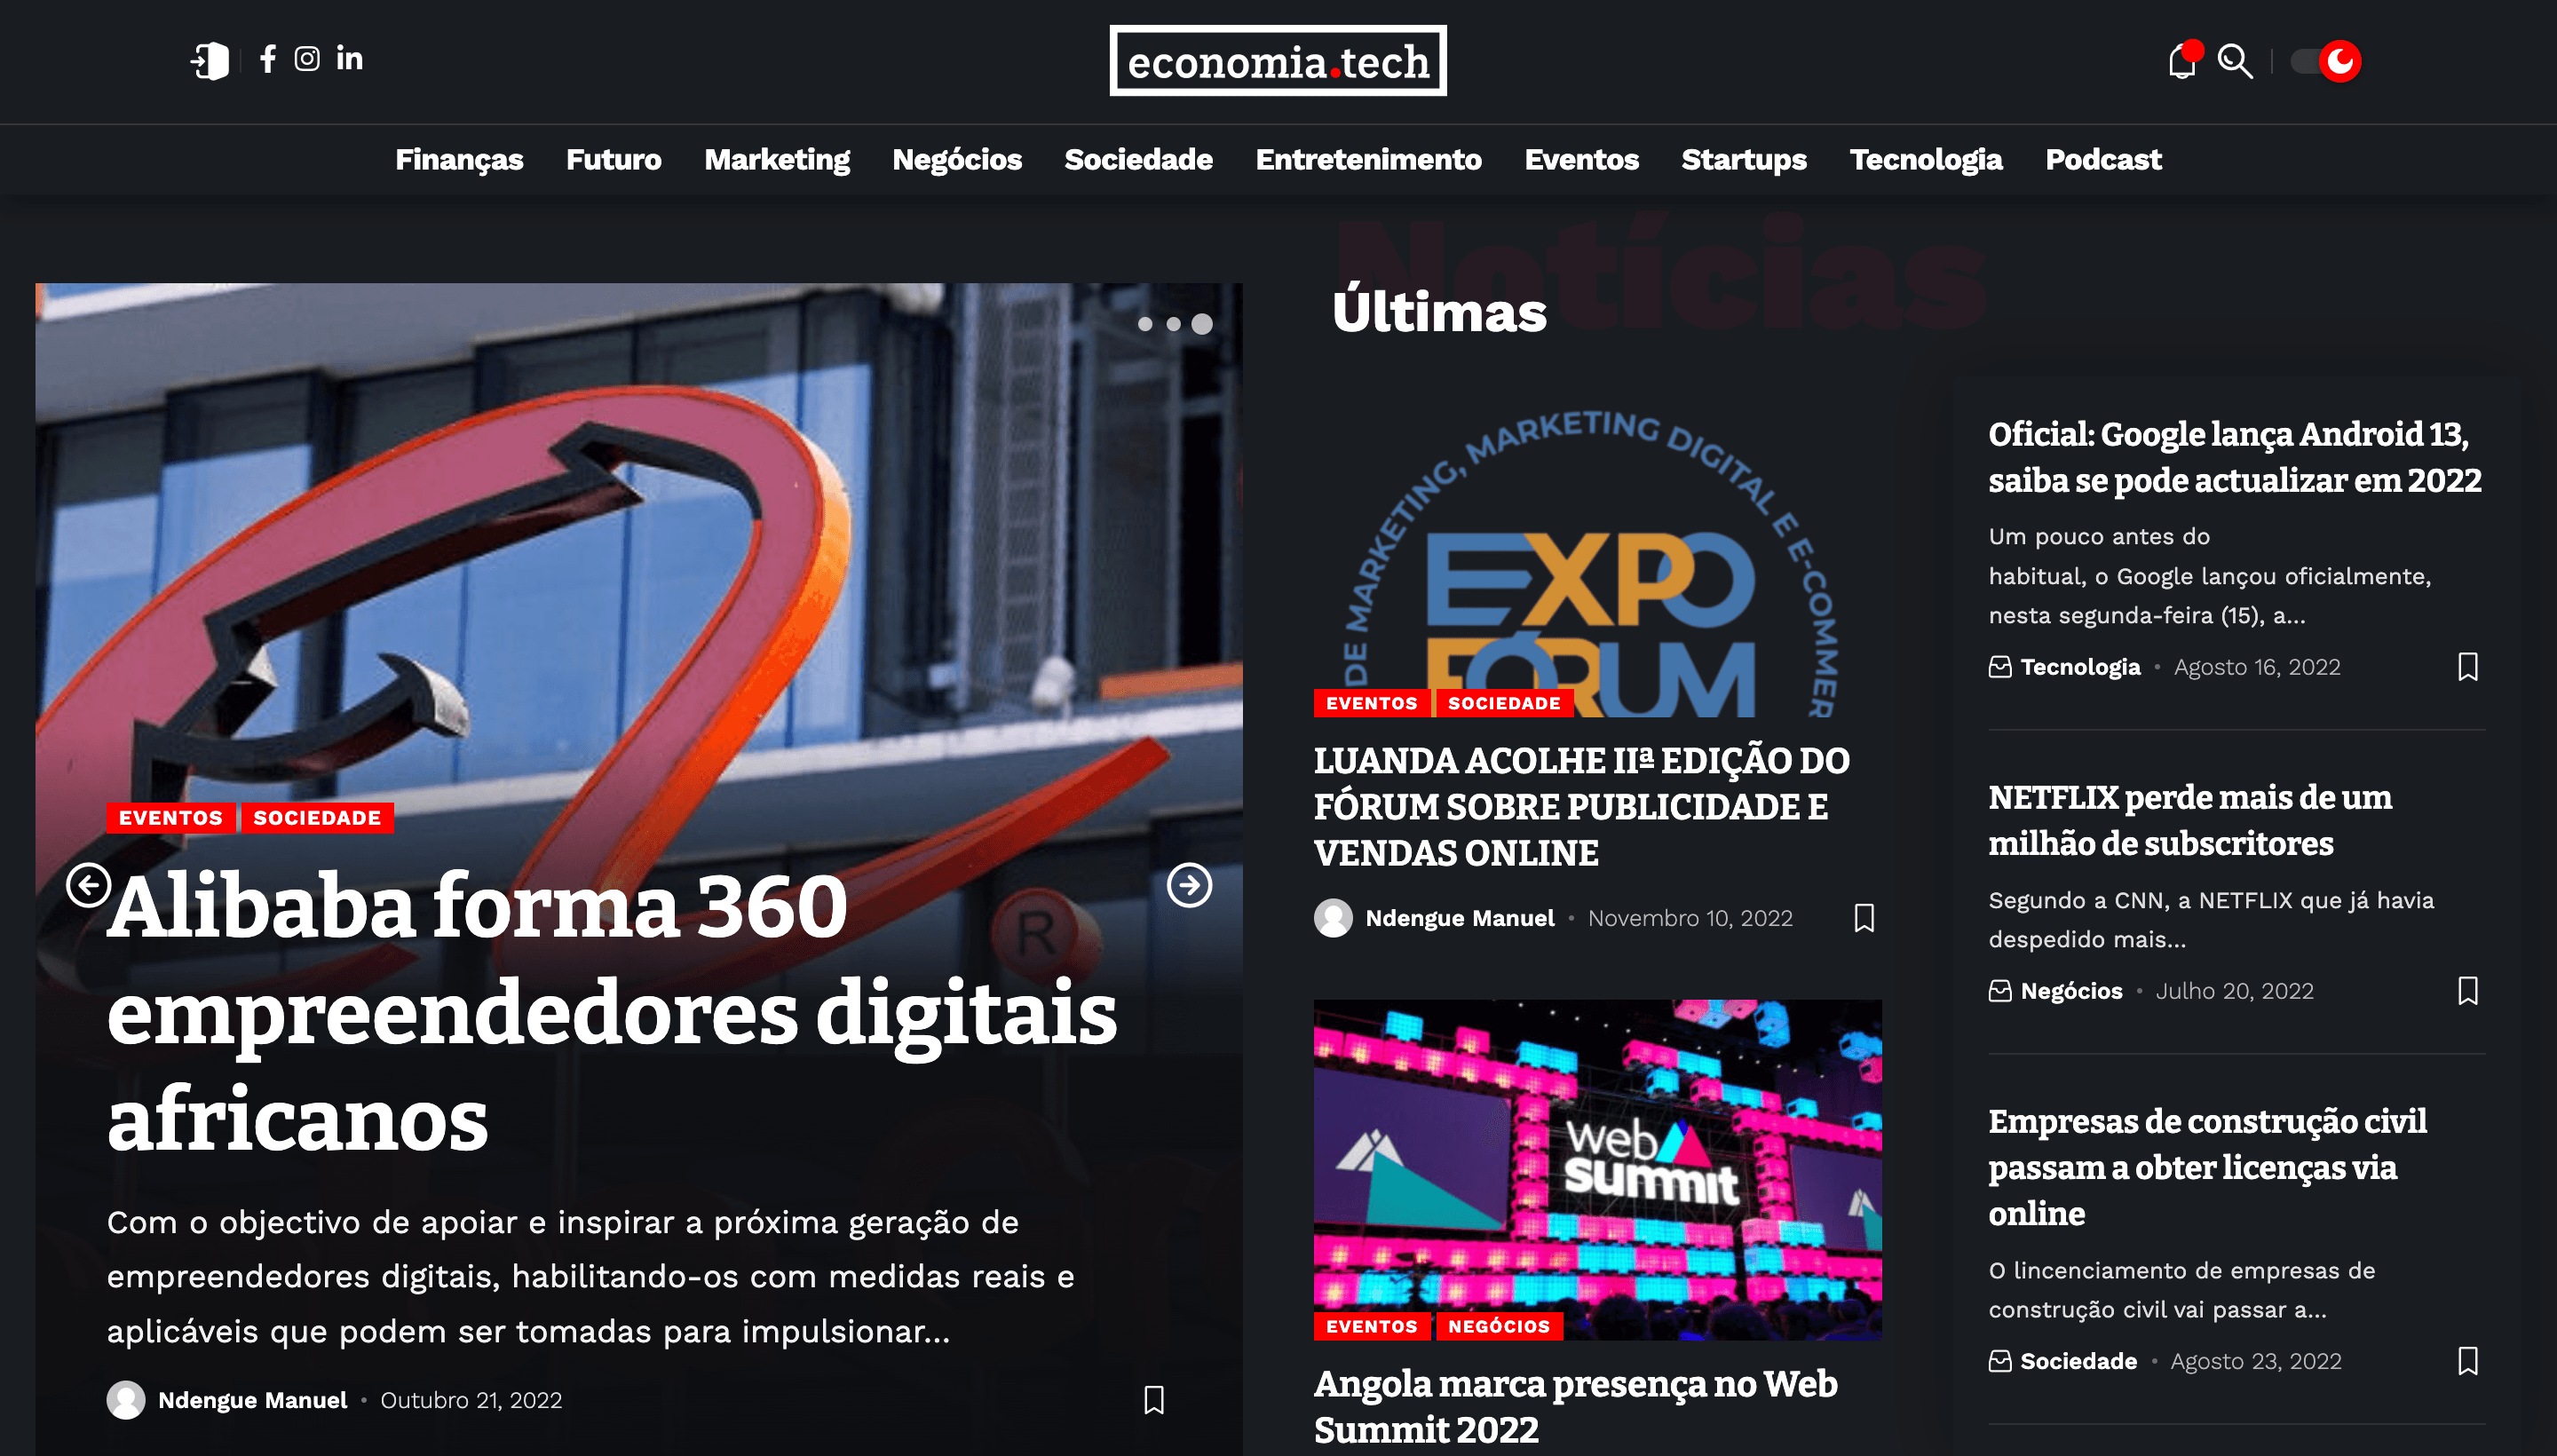 economia.tech
Finanças Futuro Marketing Negócios Sociedade Entretenimento Eventos Startups Tecnologia Podcast
EVENTOS SOCIEDADE
Alibaba forma 360
empreendedores digitais
africanos
Com o objectivo de apoiar e inspirar a próxima geração de
empreendedores digitais, habilitando-os com medidas reais e
aplicáveis que podem ser tomadas para impulsionar...
Ndengue Manuel • Outubro 21, 2022
®
Notícias
Últimas
DE MARKETING, MARKETING DIGITAL E E-COMMER
EXPO
FÓRUM
EVENTOS SOCIEDADE
LUANDA ACOLHE IIª EDIÇÃO DO
FÓRUM SOBRE PUBLICIDADE E
VENDAS ONLINE
Ndengue Manuel • Novembro 10, 2022
web
summit
EVENTOS NEGÓCIOS
Angola marca presença no Web
Summit 2022
Oficial: Google lança Android 13,
saiba se pode actualizar em 2022
Um pouco antes do
habitual, o Google lançou oficialmente,
nesta segunda-feira (15), a...
Tecnologia • Agosto 16, 2022
NETFLIX perde mais de um
milhão de subscritores
Segundo a CNN, a NETFLIX que já havia
despedido mais...
Negócios • Julho 20, 2022
Empresas de construção civil
passam a obter licenças via
online
O lincenciamento de empresas de
construção civil vai passar a...
Sociedade • Agosto 23, 2022